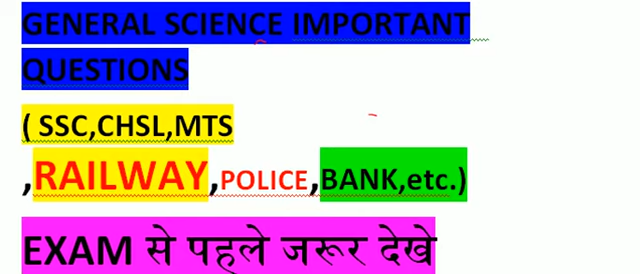 GENERAL SCIENCE IMPORTANT
QUESTIONS
( SSC,CHSL,MTS
,RAILWAY,POLICE,BANK,etc.)
EXAM से पहले जरूर देखे